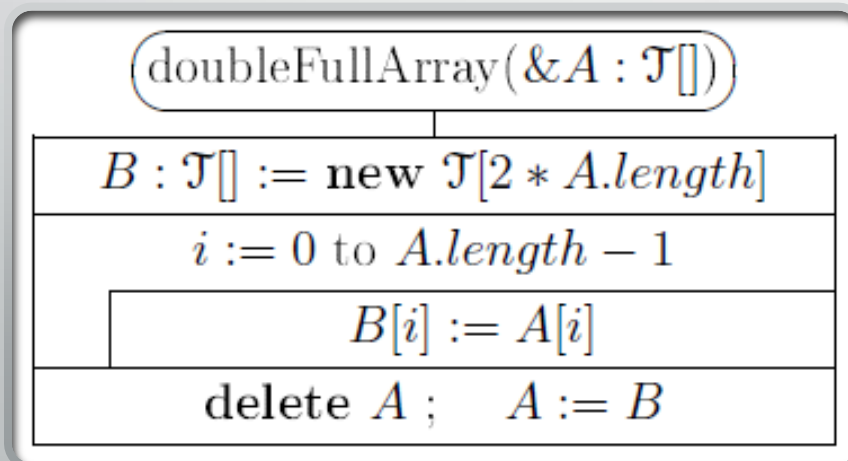 doubleFullArray(&A : 𝒯[])
B : 𝒯[] := new 𝒯[2 * A.length]
i := 0 to A.length − 1
B[i] := A[i]
delete A ; A := B